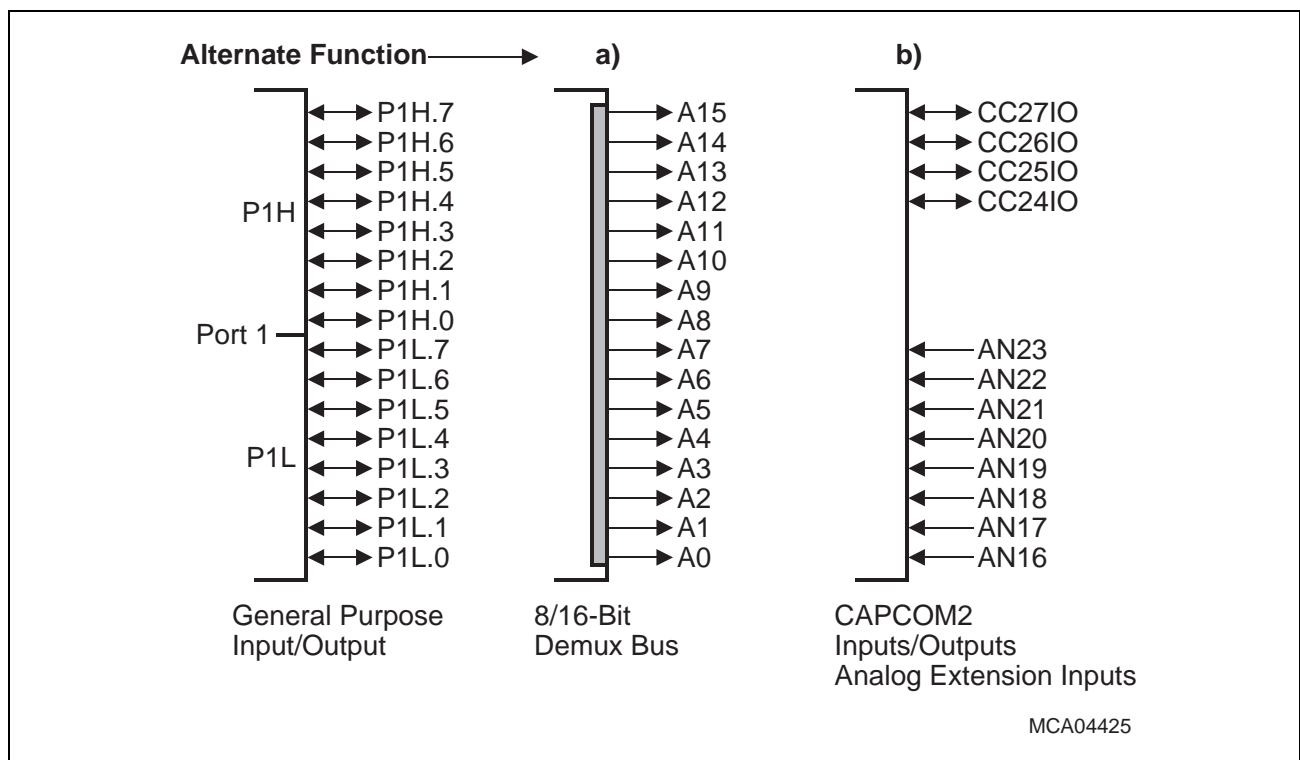 Alternate Function a) b)
P1H.7 A15 CC27IO
P1H.6 A14 CC26IO
P1H.5 A13 CC25IO
P1H.4 A12 CC24IO
P1H
P1H.3 A11
P1H.2 A10
P1H.1 A9
P1H.0 A8
Port 1
P1L.7 A7 AN23
P1L.6 A6 AN22
P1L.5 A5 AN21
P1L.4 A4 AN20
P1L
P1L.3 A3 AN19
P1L.2 A2 AN18
P1L.1 A1 AN17
P1L.0 A0 AN16
General Purpose
Input/Output
8/16-Bit
Demux Bus
CAPCOM2
Inputs/Outputs
Analog Extension Inputs
MCA04425